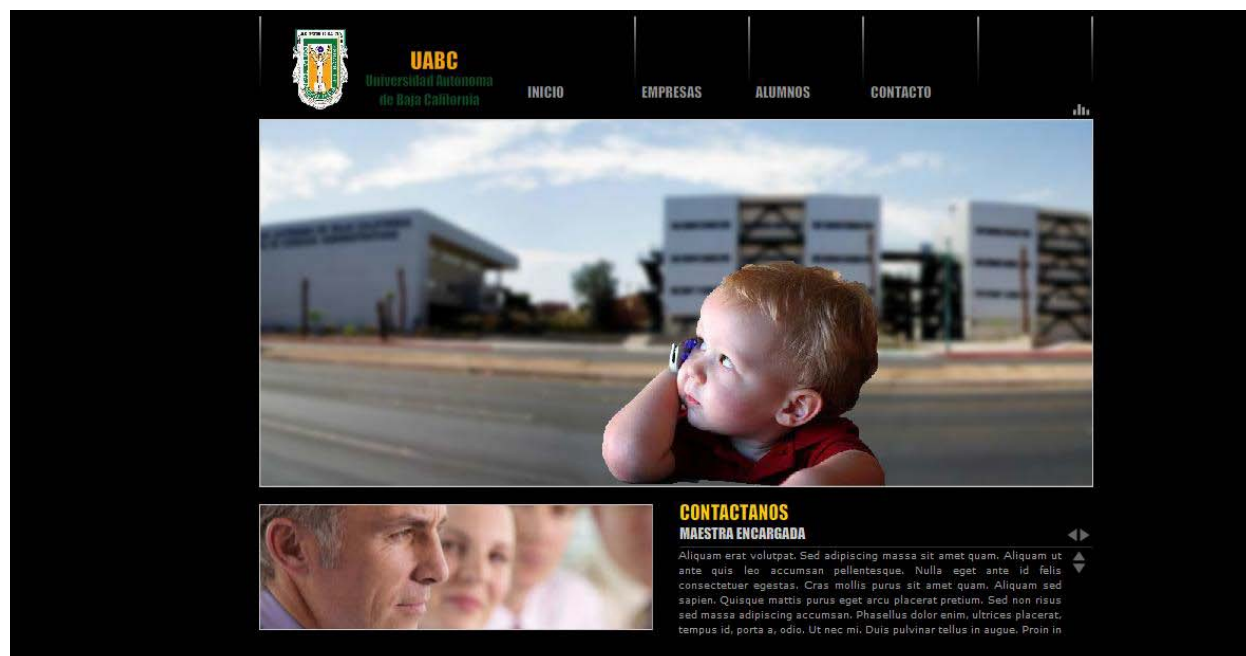 UABC
Universidad Autonoma
de Baja California
INICIO
EMPRESAS
ALUMNOS
CONTACTO
CONTACTANOS
MAESTRA ENCARGADA
Aliquam erat volutpat. Sed adipiscing massa sit amet quam. Aliquam ut
ante quis leo accumsan pellentesque. Nulla eget ante id felis
consectetuer egestas. Cras mollis purus sit amet quam. Aliquam sed
sapien. Quisque mattis purus eget arcu placerat pretium. Sed non risus
sed massa adipiscing accumsan. Phasellus dolor enim, ultrices placerat,
tempus id, porta a, odio. Ut nec mi. Duis pulvinar tellus in augue. Proin in